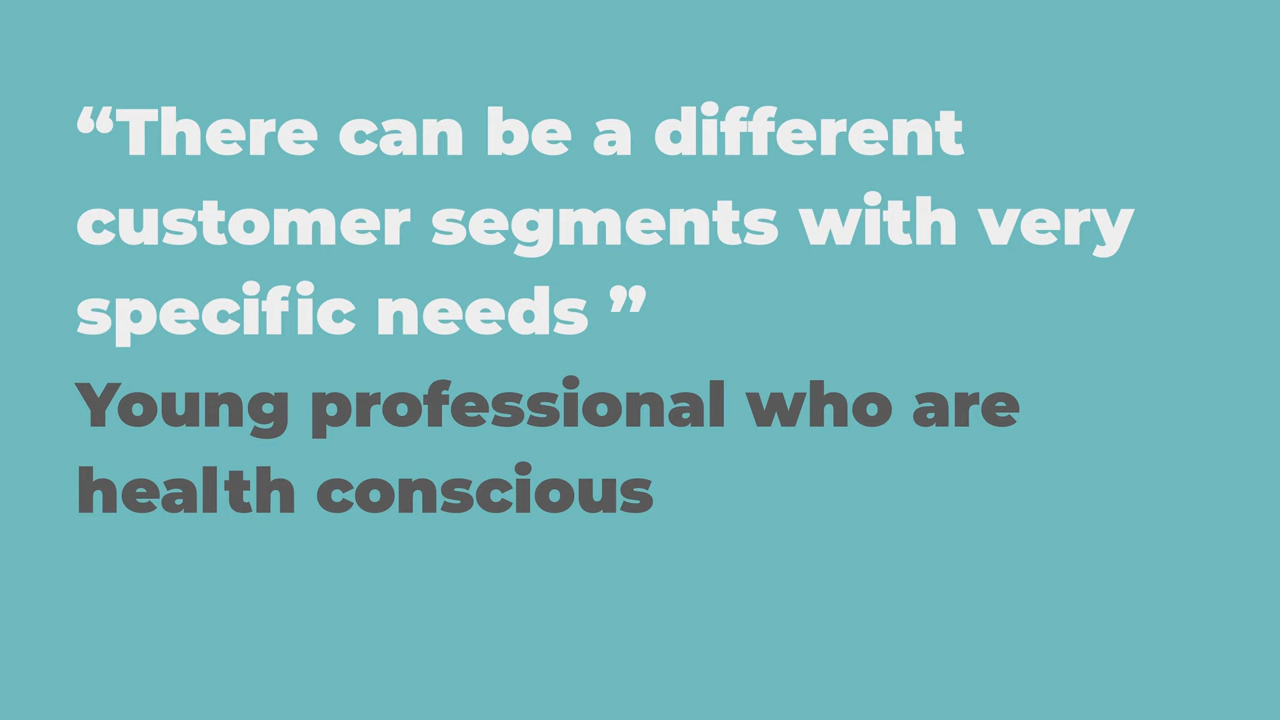 “There can be a different
customer segments with very
specific needs ”
Young professional who are
health conscious